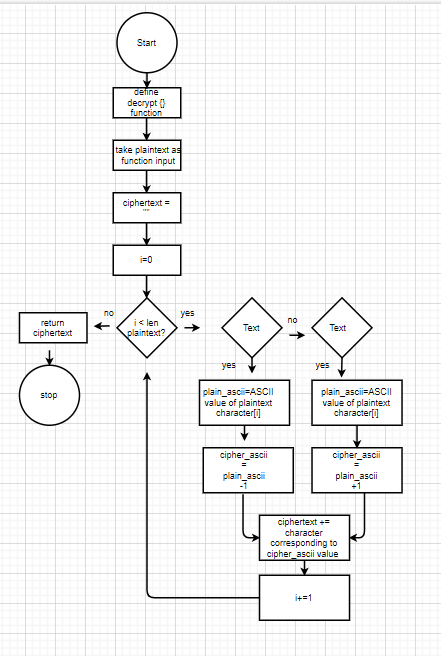 Start
define
decrypt {}
function
take plaintext as
function input
ciphertext =
""
i=0
no
i < len
plaintext?
yes
Text
no
Text
return
ciphertext
yes
yes
stop
plain_ascii=ASCII
value of plaintext
character[i]
plain_ascii=ASCII
value of plaintext
character[i]
cipher_ascii
=
plain_ascii
-1
cipher_ascii
=
plain_ascii
+1
ciphertext +=
character
corresponding to
cipher_ascii value
i+=1